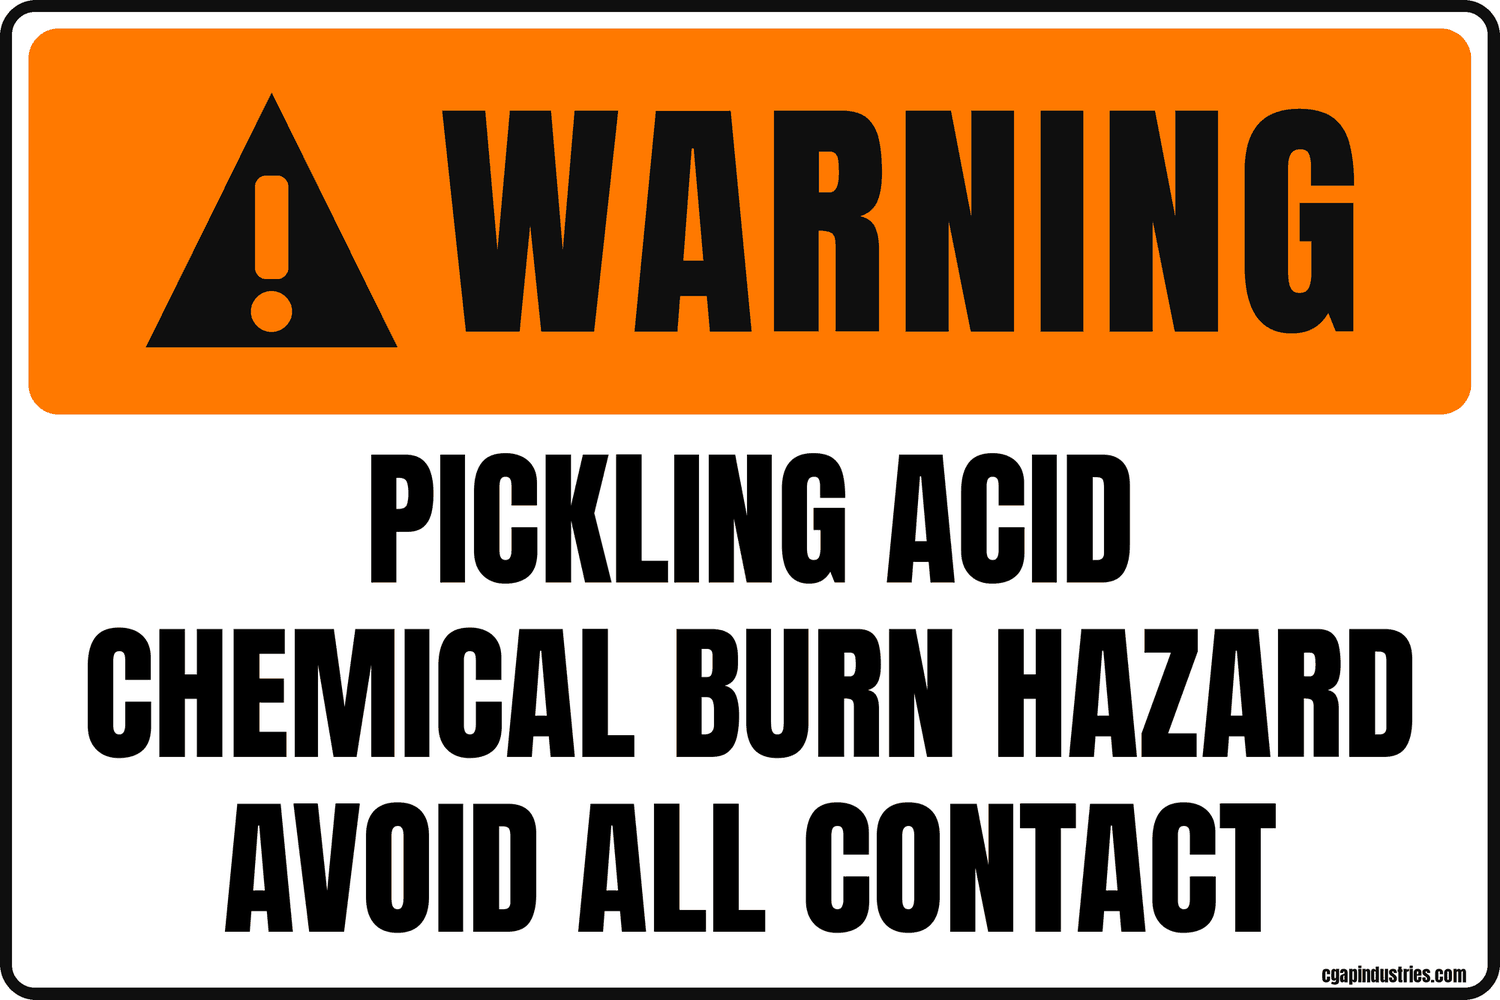 WARNING
PICKLING ACID
CHEMICAL BURN HAZARD
AVOID ALL CONTACT
cgapindustries.com